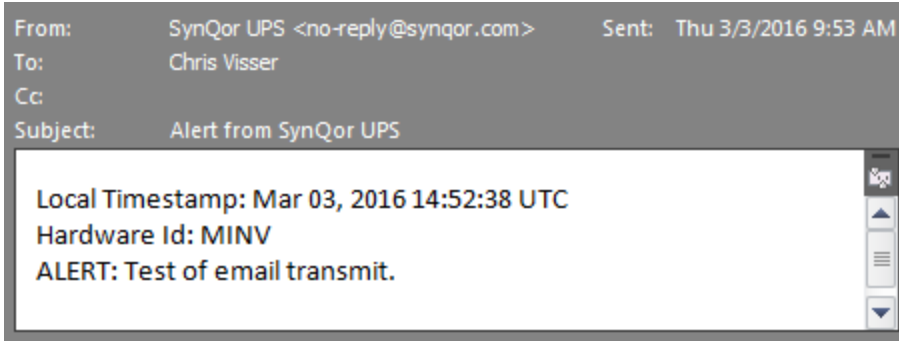 From: SynQor UPS <no-reply@synqor.com> Sent: Thu 3/3/2016 9:53 AM
To: Chris Visser
Cc:
Subject: Alert from SynQor UPS
Local Timestamp: Mar 03, 2016 14:52:38 UTC
Hardware Id: MINV
ALERT: Test of email transmit.